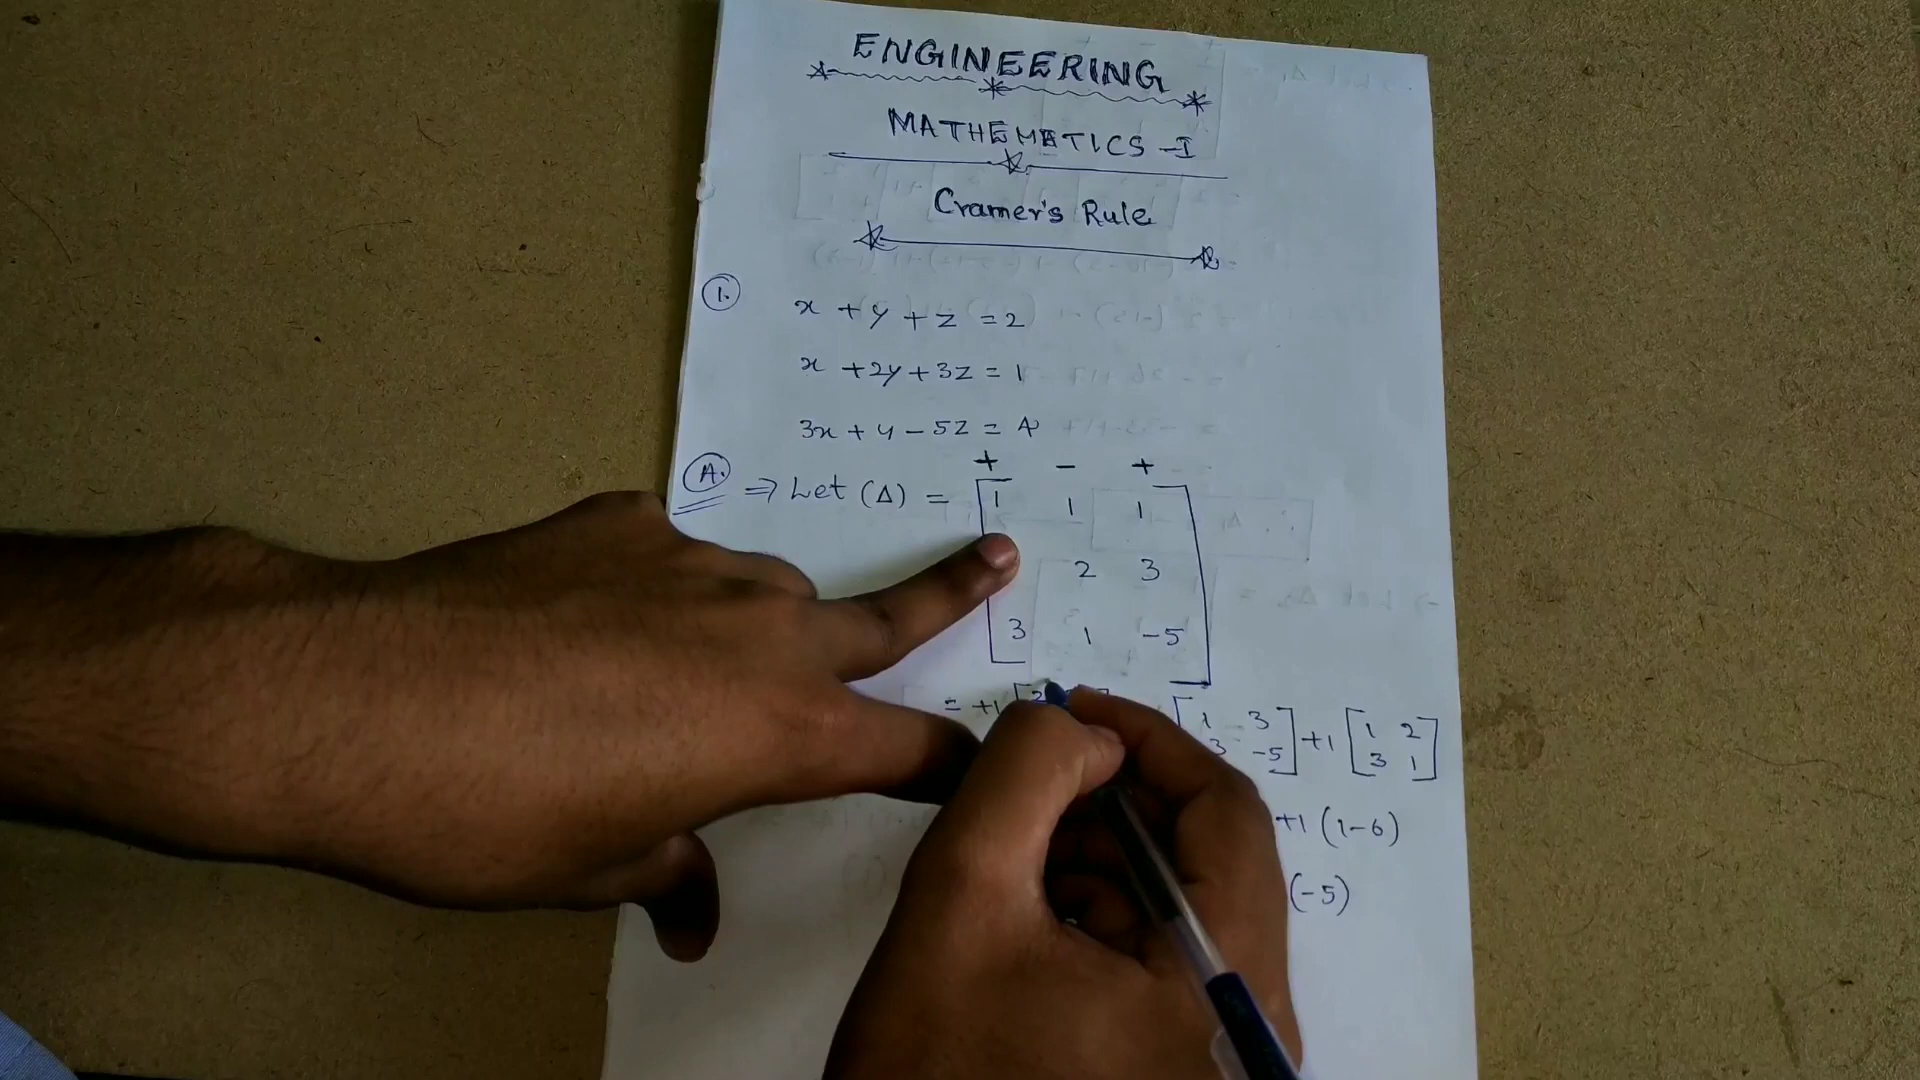 ENGINEERING
MATHEMETICS -I
Cramer's Rule
1. x + y + z = 2
x + 2y + 3z = 1
3x + y - 5z = 4
+ - +
A. ⇒ Let (Δ) = [ 1 1 1
2 3
3 1 -5 ]
= +1 [ 2 [ 1 3 ] +1 [ 1 2 ]
3 -5 3 1
+1 (1-6)
(-5)